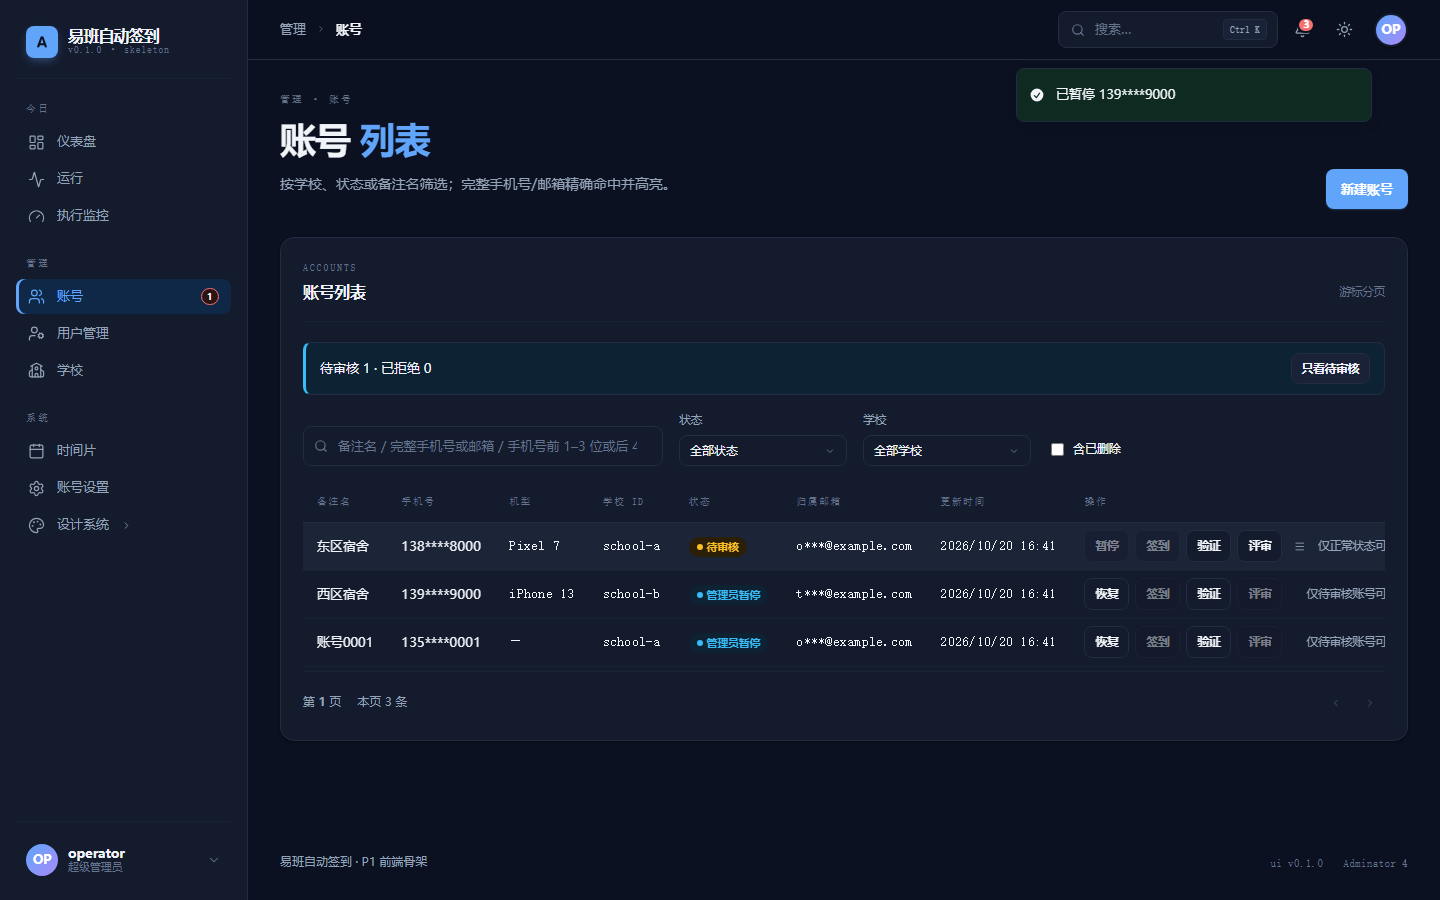 A
易班自动签到
v0.1.0 • skeleton
今日
仪表盘
运行
执行监控
管理
账号
1
用户管理
学校
系统
时间片
账号设置
设计系统
OP
operator
超级管理员
管理 › 账号
搜索...
Ctrl K
3
OP
已暂停 139****9000
管理 • 账号
账号 列表
按学校、状态或备注名筛选；完整手机号/邮箱精确命中并高亮。
新建账号
ACCOUNTS
账号列表
游标分页
待审核 1 · 已拒绝 0
只看待审核
状态
学校
备注名 / 完整手机号或邮箱 / 手机号前 1–3 位或后 4
全部状态
全部学校
含已删除
备注名 手机号 机型 学校 ID 状态 归属邮箱 更新时间 操作
东区宿舍 138****8000 Pixel 7 school-a 待审核 o***@example.com 2026/10/20 16:41 暂停 签到 验证 评审 仅正常状态可
西区宿舍 139****9000 iPhone 13 school-b 管理员暂停 t***@example.com 2026/10/20 16:41 恢复 签到 验证 评审 仅待审核账号可
账号0001 135****0001 — school-a 管理员暂停 o***@example.com 2026/10/20 16:41 恢复 签到 验证 评审 仅待审核账号可
第 1 页 本页 3 条
易班自动签到 · P1 前端骨架
ui v0.1.0 Adminator 4